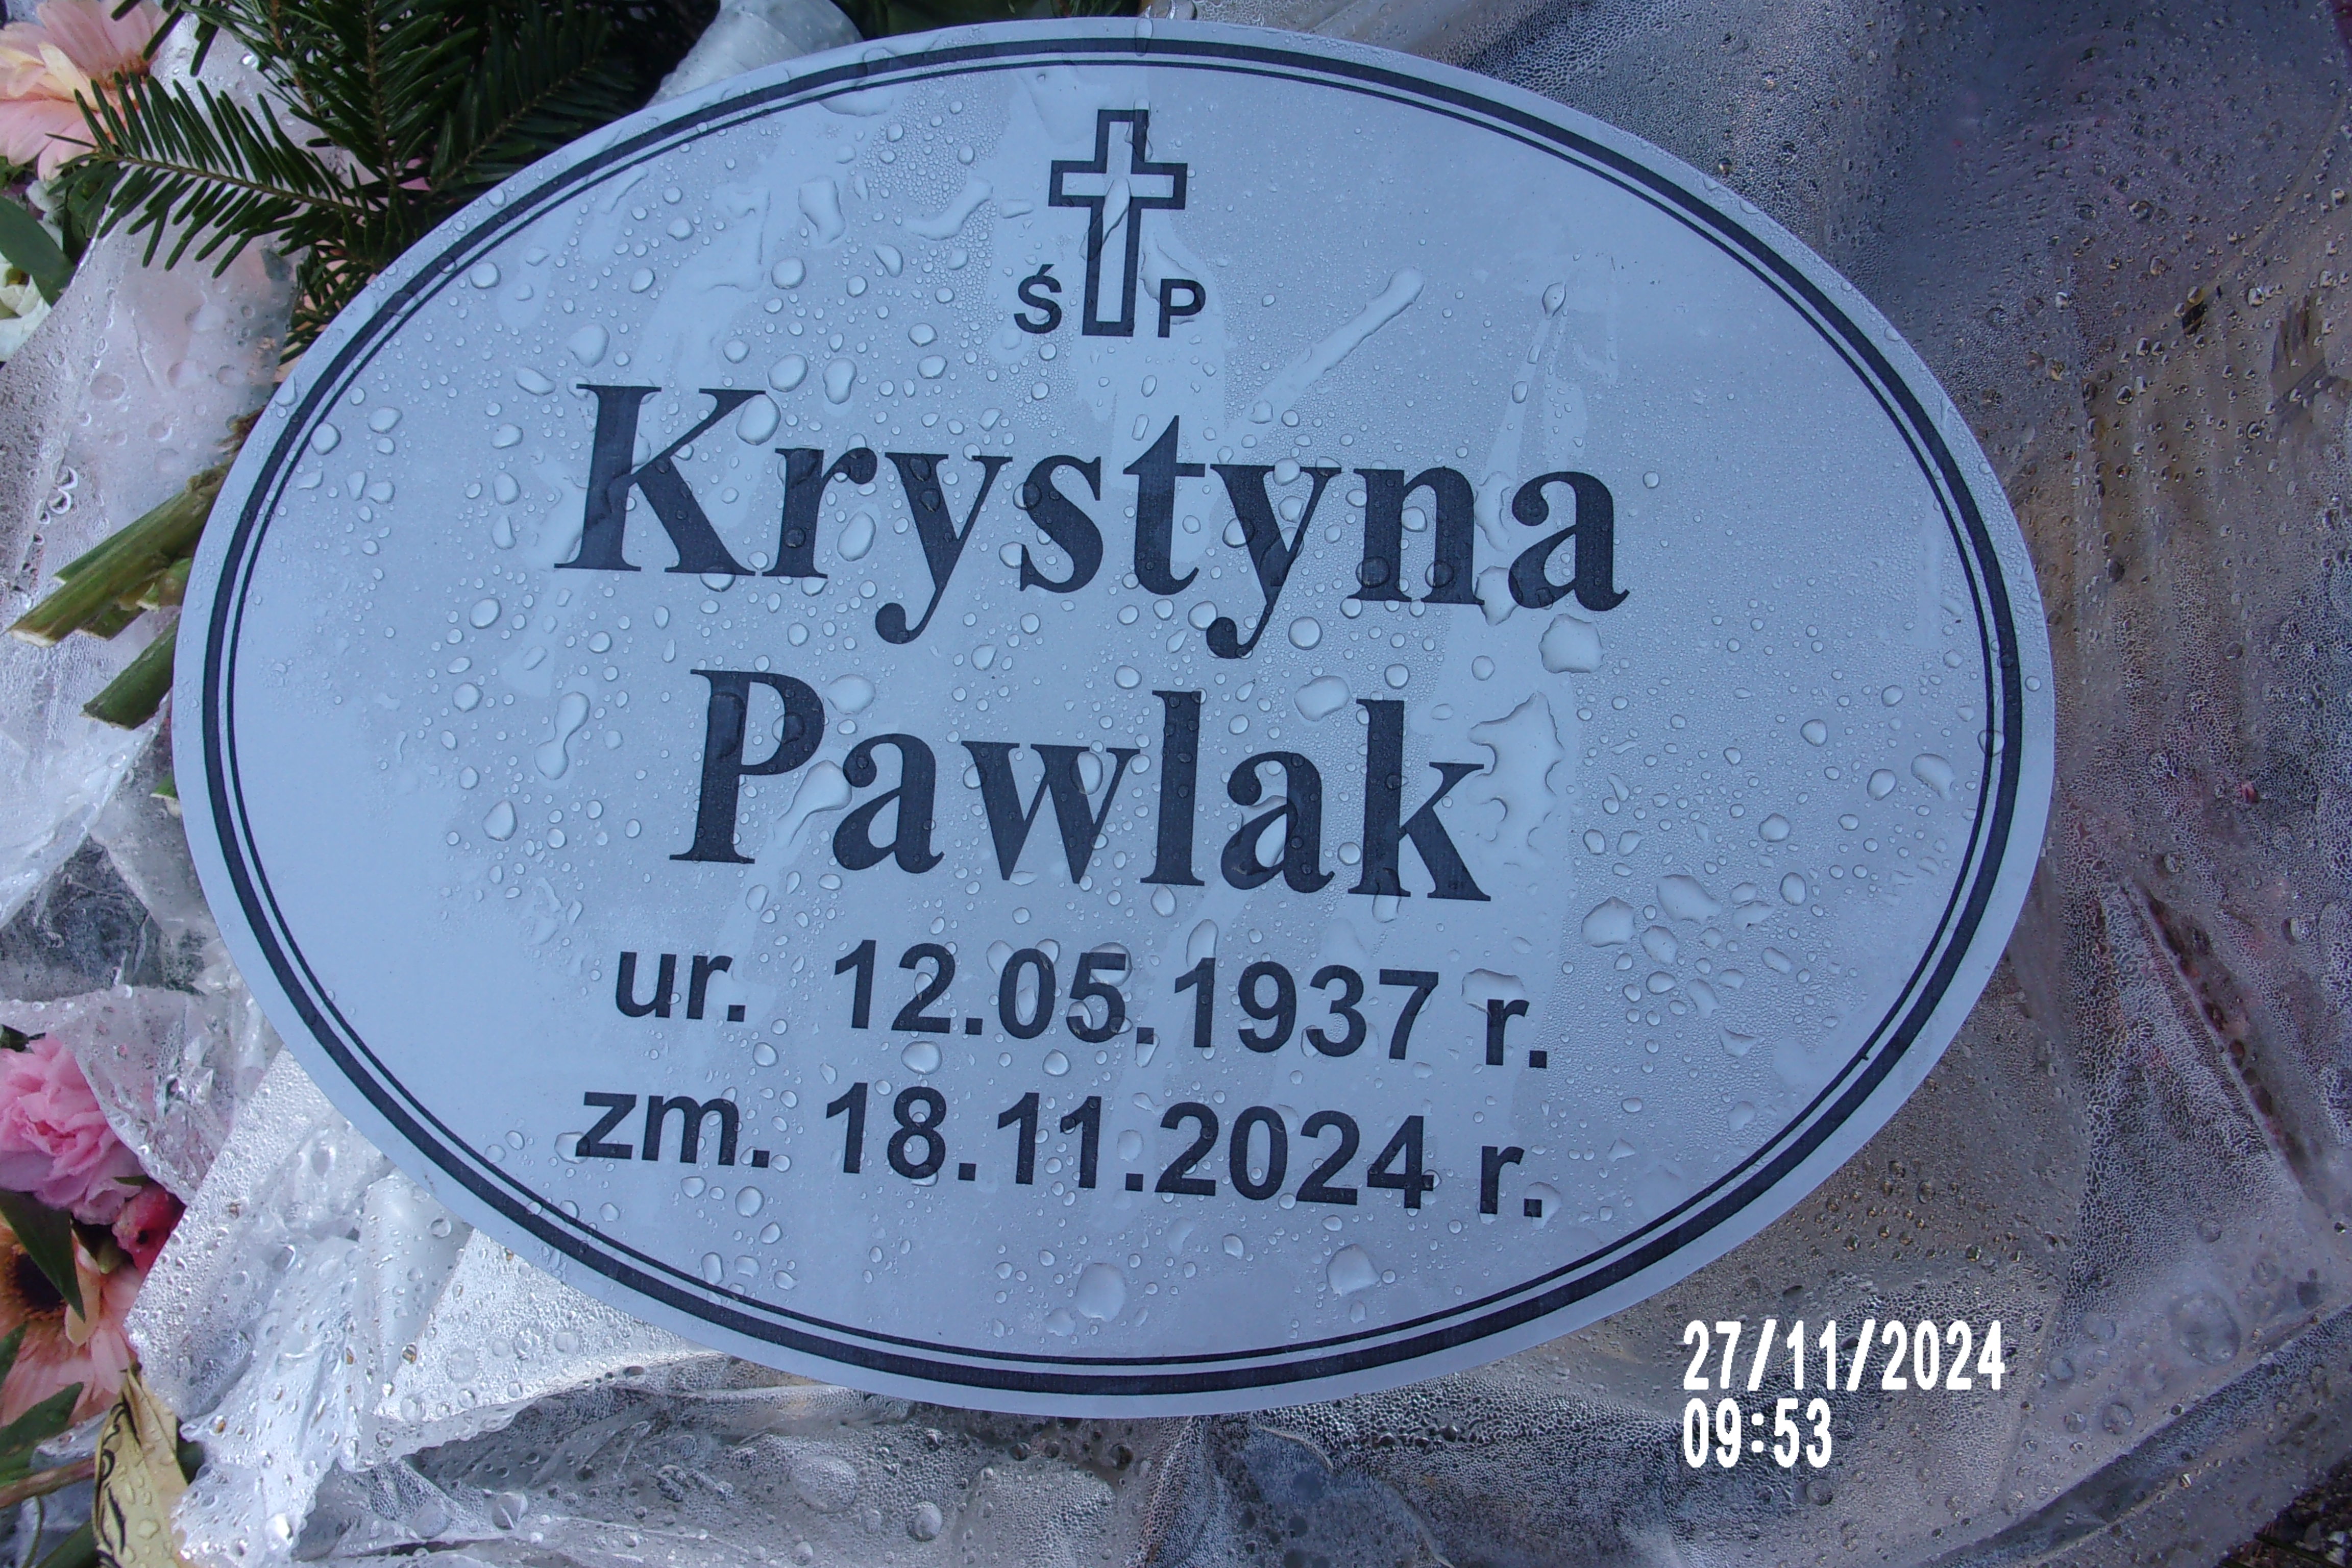 Ś P
Krystyna
Pawlak
ur. 12.05.1937 r.
zm. 18.11.2024 r.
27/11/2024
09:53